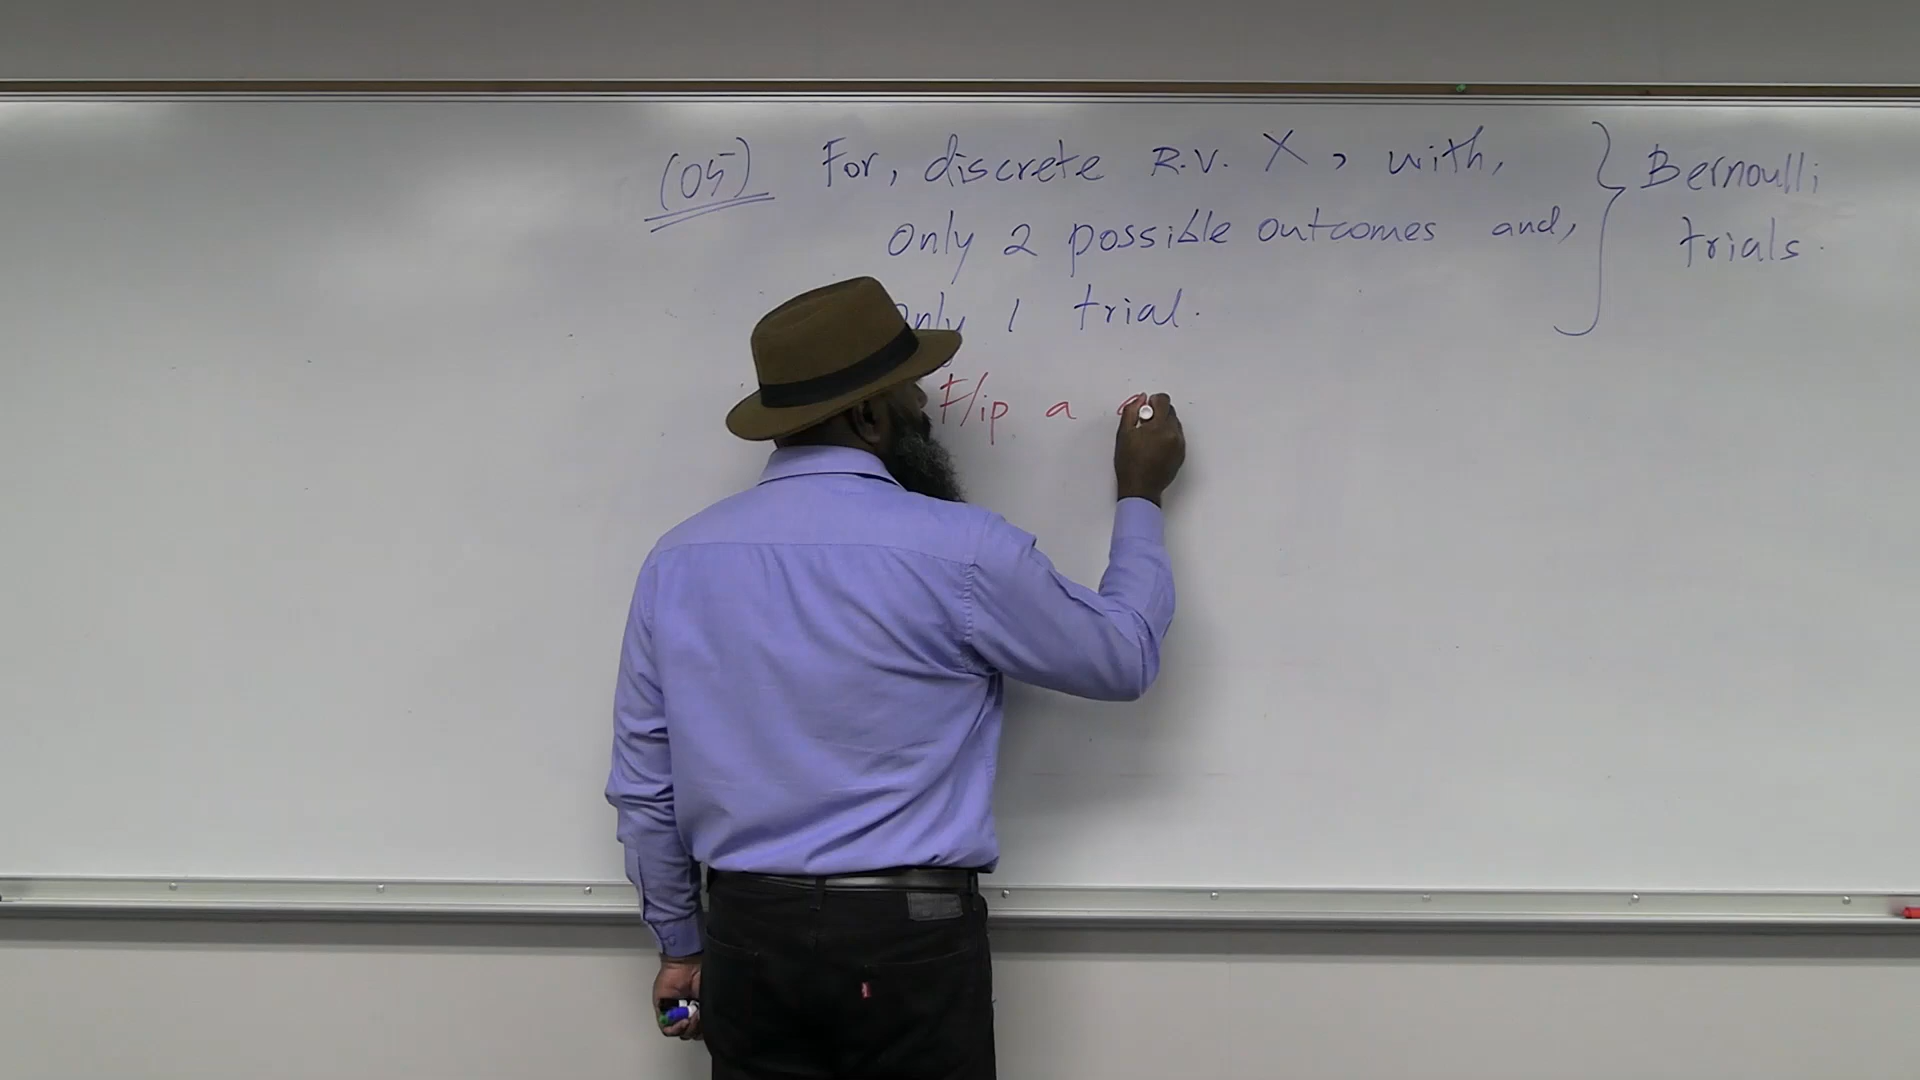 (05) For, discrete R.V. X, with,
Only 2 possible outcomes and,
Only 1 trial.
} Bernoulli
trials.
Flip a